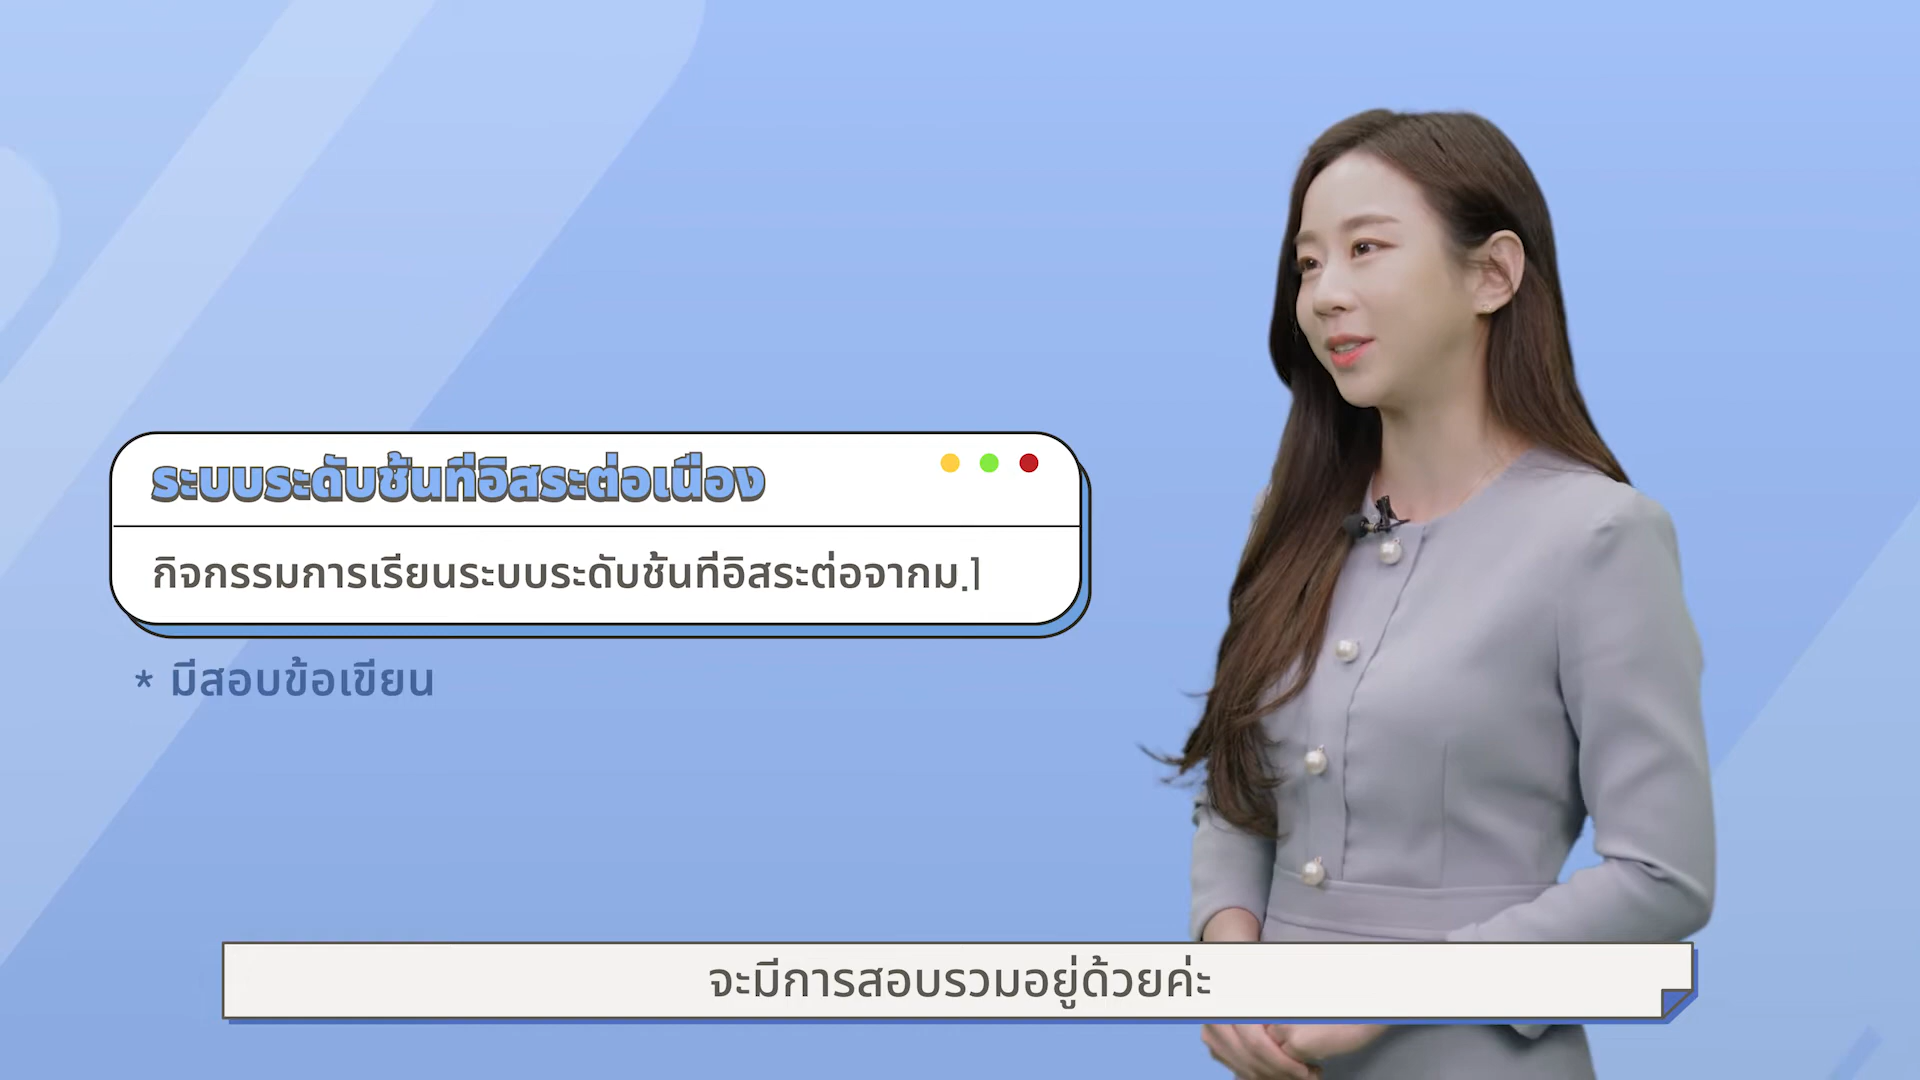 ระบบระดับชั้นที่อิสระต่อเนื่อง
กิจกรรมการเรียนระบบระดับชั้นที่อิสระต่อจากม.1
* มีสอบข้อเขียน
จะมีการสอบรวมอยู่ด้วยค่ะ